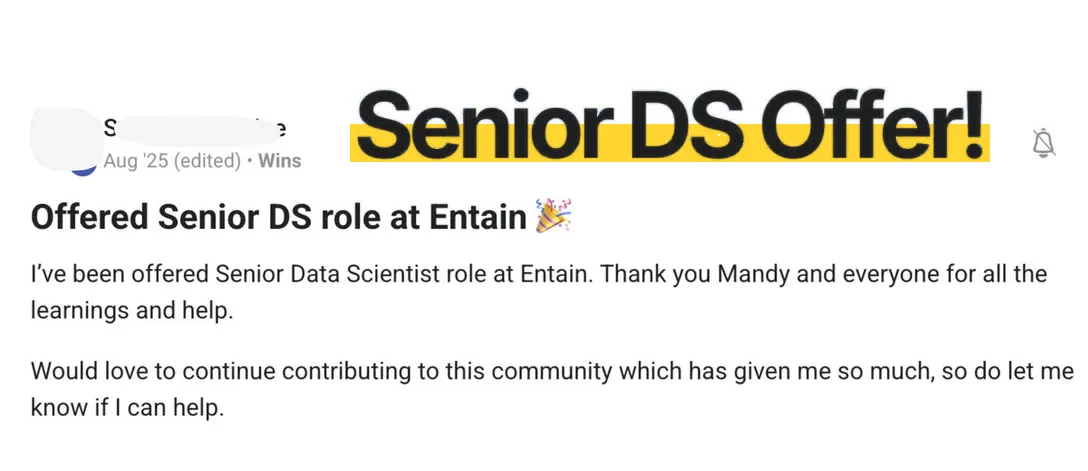 Senior DS Offer!
Aug '25 (edited) • Wins
Offered Senior DS role at Entain 🎉
I’ve been offered Senior Data Scientist role at Entain. Thank you Mandy and everyone for all the
learnings and help.
Would love to continue contributing to this community which has given me so much, so do let me
know if I can help.